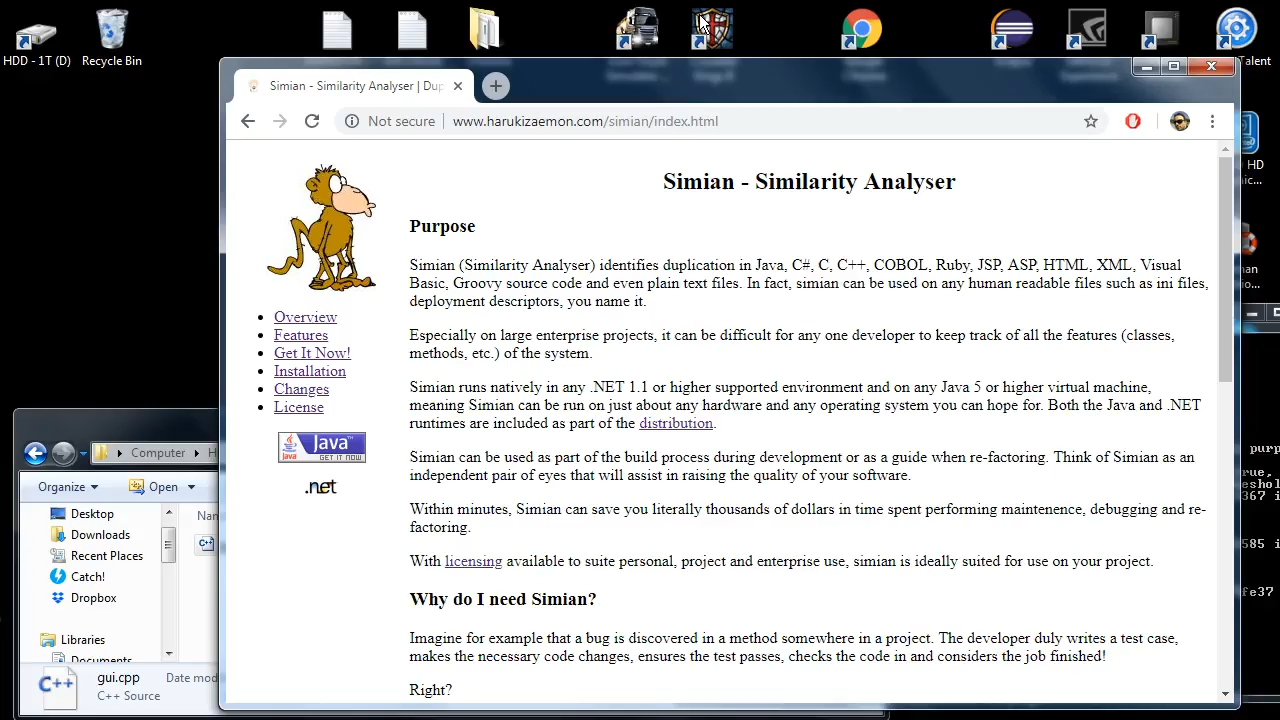 HDD - 1T (D)
Recycle Bin
Talent
Simian - Similarity Analyser | Dup
Not secure
www.harukizaemon.com/simian/index.html
HD
Simian - Similarity Analyser
Purpose
Simian (Similarity Analyser) identifies duplication in Java, C#, C, C++, COBOL, Ruby, JSP, ASP, HTML, XML, Visual
Basic, Groovy source code and even plain text files. In fact, simian can be used on any human readable files such as ini files,
deployment descriptors, you name it.
Especially on large enterprise projects, it can be difficult for any one developer to keep track of all the features (classes,
methods, etc.) of the system.
Simian runs natively in any .NET 1.1 or higher supported environment and on any Java 5 or higher virtual machine,
meaning Simian can be run on just about any hardware and any operating system you can hope for. Both the Java and .NET
runtimes are included as part of the distribution.
Simian can be used as part of the build process during development or as a guide when re-factoring. Think of Simian as an
independent pair of eyes that will assist in raising the quality of your software.
Within minutes, Simian can save you literally thousands of dollars in time spent performing maintenence, debugging and re-
factoring.
With licensing available to suite personal, project and enterprise use, simian is ideally suited for use on your project.
Why do I need Simian?
Imagine for example that a bug is discovered in a method somewhere in a project. The developer duly writes a test case,
makes the necessary code changes, ensures the test passes, checks the code in and considers the job finished!
Right?
Overview
Features
Get It Now!
Installation
Changes
License
Java
GET IT NOW
.net
Computer
Organize
Open
Desktop
Downloads
Recent Places
Catch!
Dropbox
Libraries
Documents
Nan
gui.cpp
Date mod
C++ Source
purp
rue,
eshol
367 i
585 i
fe37